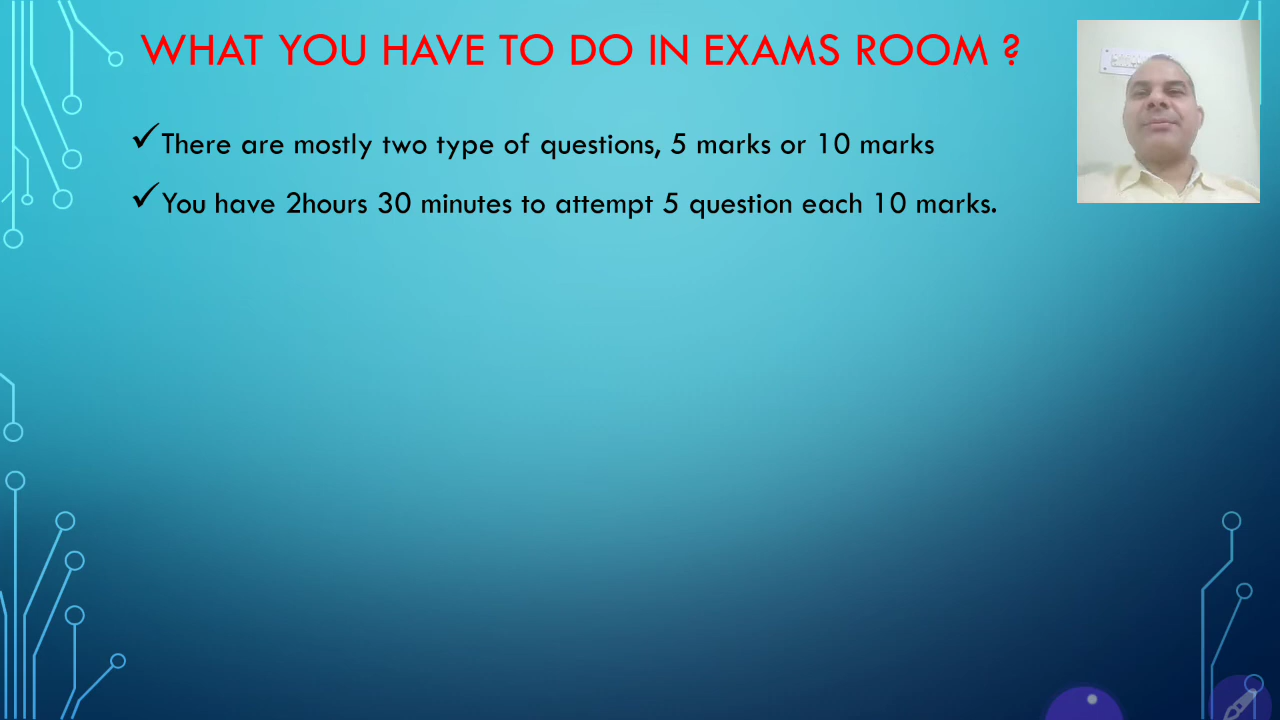 WHAT YOU HAVE TO DO IN EXAMS ROOM ?
✓There are mostly two type of questions, 5 marks or 10 marks
✓You have 2hours 30 minutes to attempt 5 question each 10 marks.